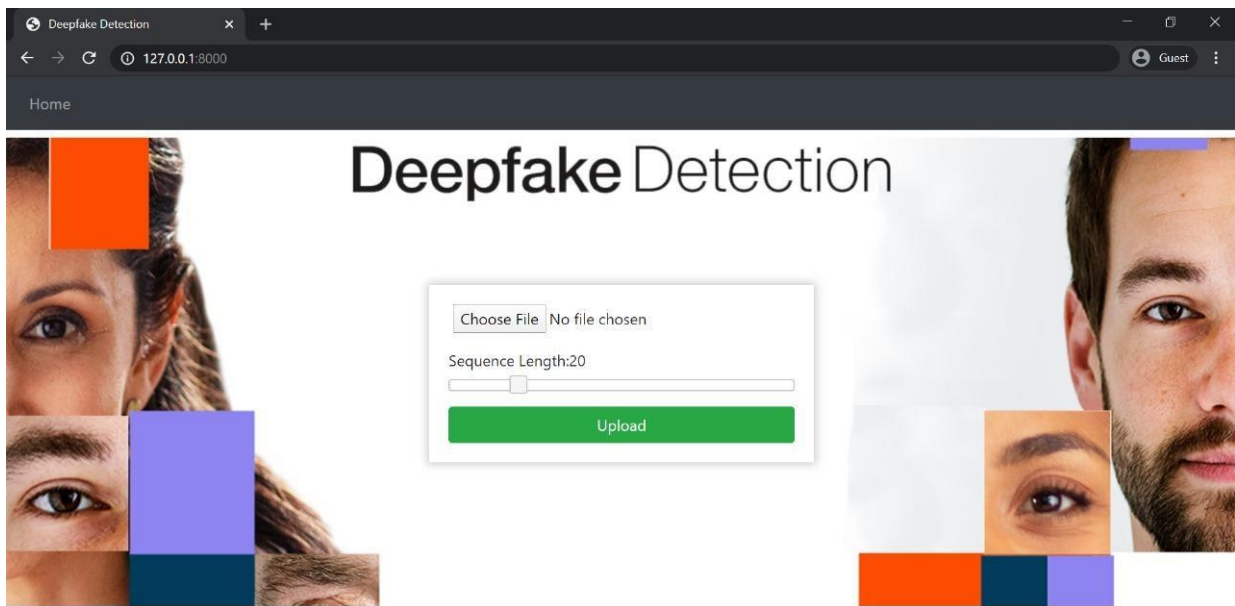 Deepfake Detection
127.0.0.1:8000
Guest
Home
Deepfake Detection
Choose File No file chosen
Sequence Length:20
Upload